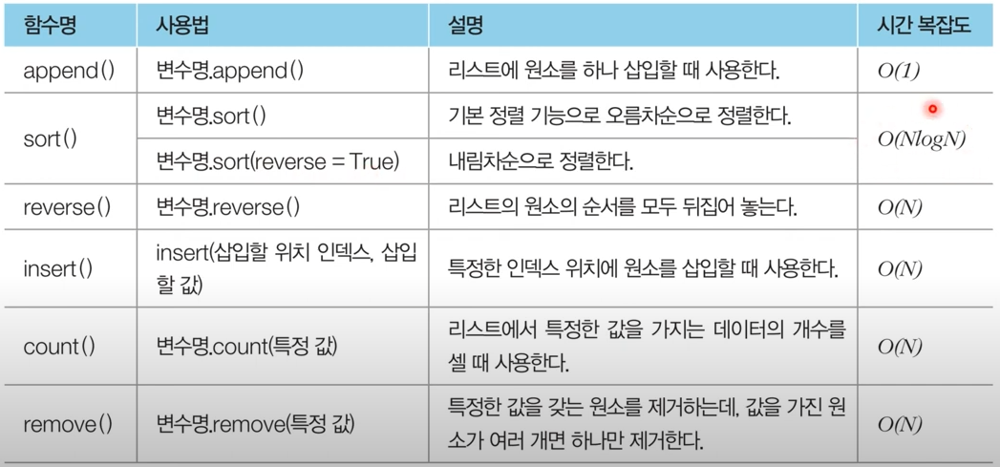 함수명 사용법 설명 시간 복잡도
append() 변수명.append() 리스트에 원소를 하나 삽입할 때 사용한다. O(1)
sort() 변수명.sort() 기본 정렬 기능으로 오름차순으로 정렬한다. O(NlogN)
변수명.sort(reverse = True) 내림차순으로 정렬한다.
reverse() 변수명.reverse() 리스트의 원소의 순서를 모두 뒤집어 놓는다. O(N)
insert() insert(삽입할 위치 인덱스, 삽입
할 값) 특정한 인덱스 위치에 원소를 삽입할 때 사용한다. O(N)
count() 변수명.count(특정 값) 리스트에서 특정한 값을 가지는 데이터의 개수를
셀 때 사용한다. O(N)
remove() 변수명.remove(특정 값) 특정한 값을 갖는 원소를 제거하는데, 값을 가진 원
소가 여러 개면 하나만 제거한다. O(N)